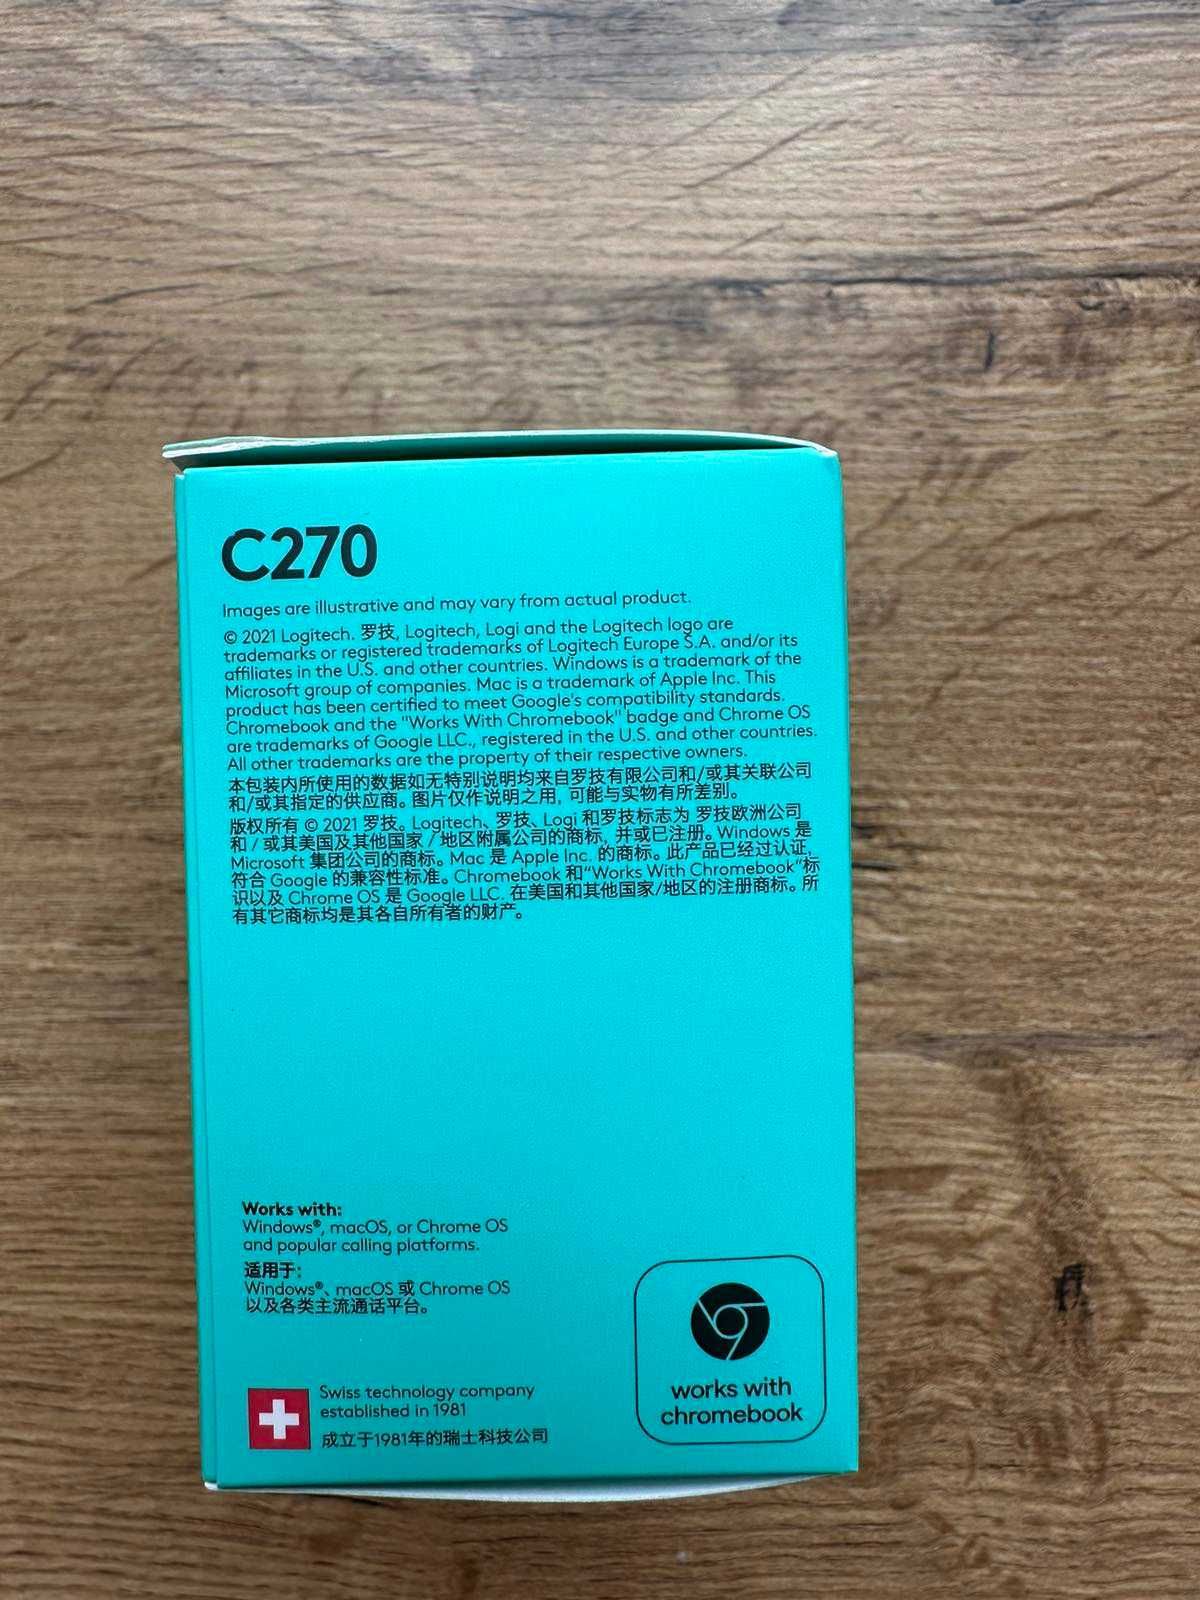 C270
Images are illustrative and may vary from actual product.
© 2021 Logitech. 罗技, Logitech, Logi and the Logitech logo are
trademarks or registered trademarks of Logitech Europe S.A. and/or its
affiliates in the U.S. and other countries. Windows is a trademark of the
Microsoft group of companies. Mac is a trademark of Apple Inc. This
product has been certified to meet Google's compatibility standards.
Chromebook and the "Works With Chromebook" badge and Chrome OS
are trademarks of Google LLC., registered in the U.S. and other countries.
All other trademarks are the property of their respective owners.
本包装内所使用的数据如无特别说明均来自罗技有限公司和/或其关联公司
和/或其指定的供应商。图片仅作说明之用, 可能与实物有所差别。
版权所有 © 2021 罗技。Logitech、罗技、Logi 和罗技标志为 罗技欧洲公司
和 / 或其美国及其他国家 / 地区附属公司的商标, 并或已注册。Windows 是
Microsoft 集团公司的商标。Mac 是 Apple Inc. 的商标。此产品已经过认证,
符合 Google 的兼容性标准。Chromebook 和“Works With Chromebook”标
识以及 Chrome OS 是 Google LLC. 在美国和其他国家/地区的注册商标。所
有其它商标均是其各自所有者的财产。
Works with:
Windows®, macOS, or Chrome OS
and popular calling platforms.
适用于:
Windows®、macOS 或 Chrome OS
以及各类主流通话平台。
Swiss technology company
established in 1981
成立于1981年的瑞士科技公司
works with
chromebook